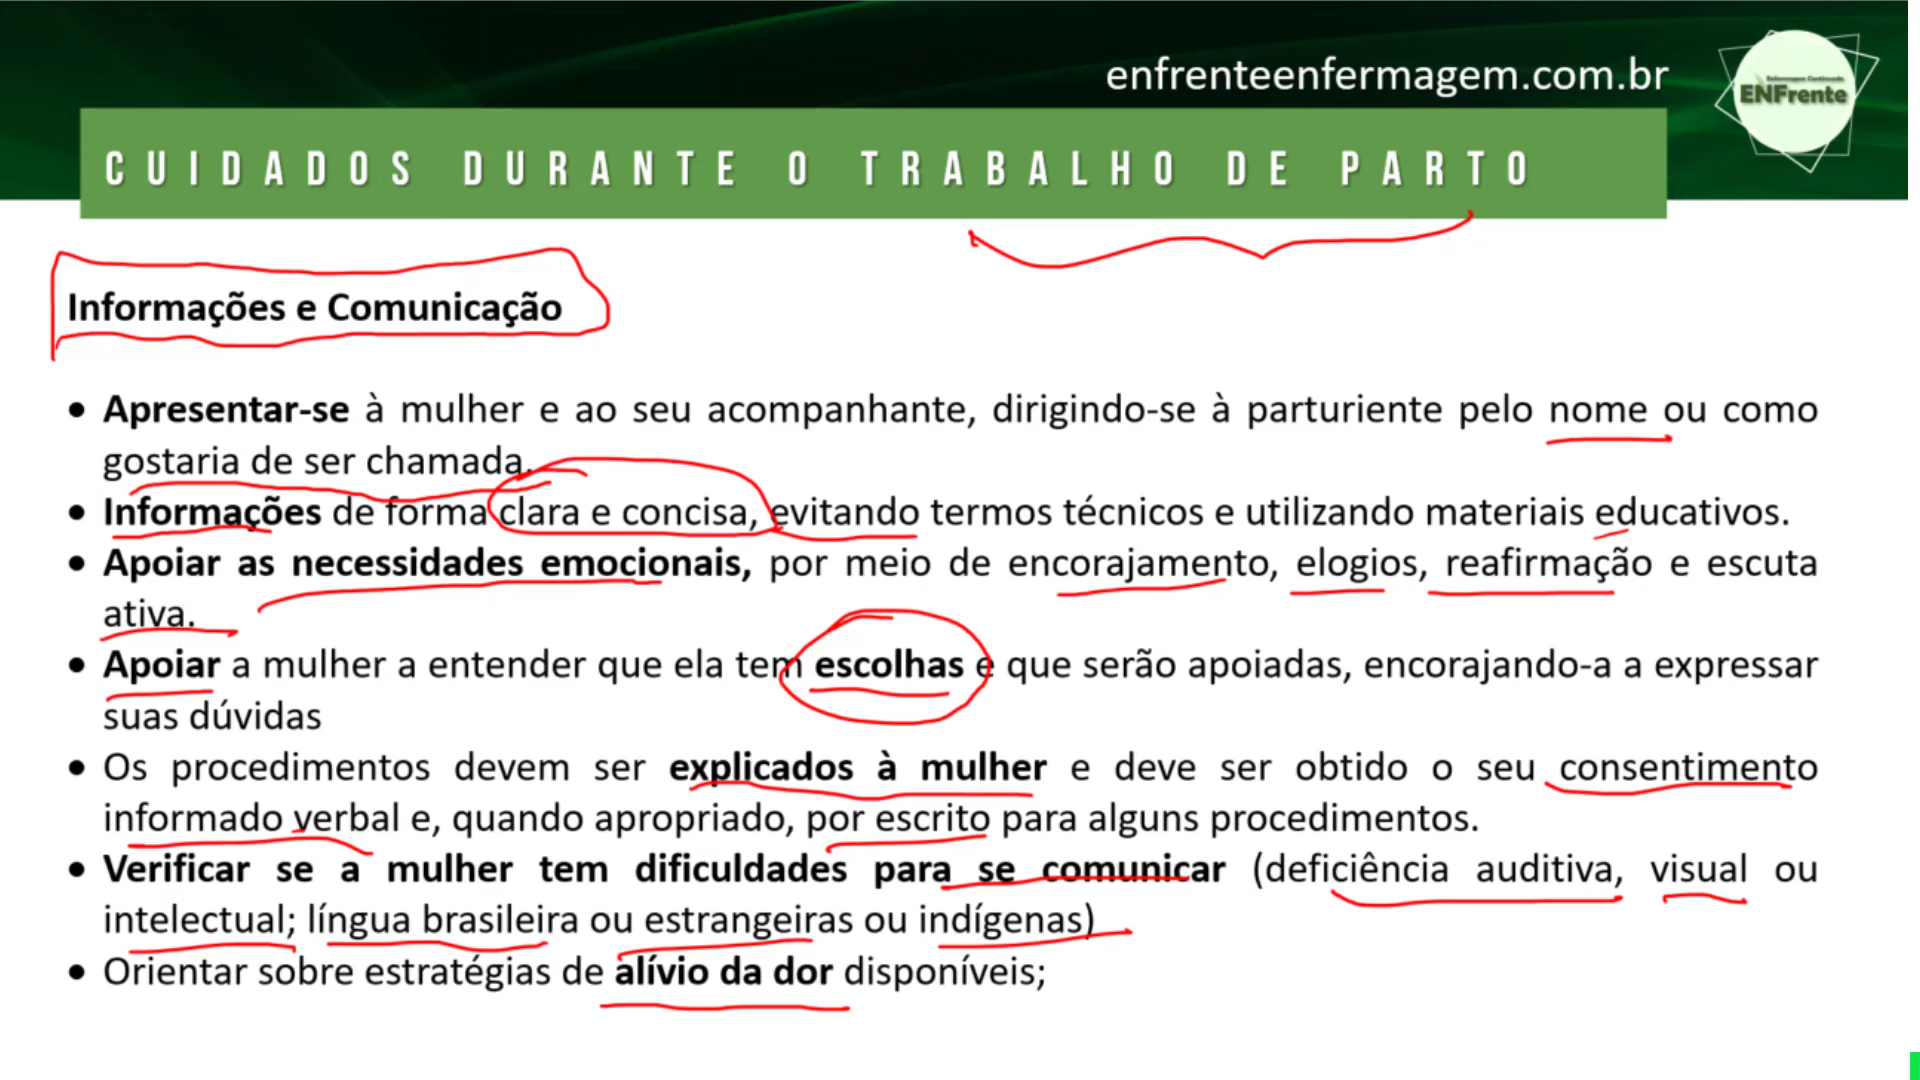 enfrenteenfermagem.com.br
Enfermagem Continuada
ENFrente
CUIDADOS DURANTE O TRABALHO DE PARTO
Informações e Comunicação
• Apresentar-se à mulher e ao seu acompanhante, dirigindo-se à parturiente pelo nome ou como
gostaria de ser chamada.
• Informações de forma clara e concisa, evitando termos técnicos e utilizando materiais educativos.
• Apoiar as necessidades emocionais, por meio de encorajamento, elogios, reafirmação e escuta
ativa.
• Apoiar a mulher a entender que ela tem escolhas e que serão apoiadas, encorajando-a a expressar
suas dúvidas
• Os procedimentos devem ser explicados à mulher e deve ser obtido o seu consentimento
informado verbal e, quando apropriado, por escrito para alguns procedimentos.
• Verificar se a mulher tem dificuldades para se comunicar (deficiência auditiva, visual ou
intelectual; língua brasileira ou estrangeiras ou indígenas)
• Orientar sobre estratégias de alívio da dor disponíveis;